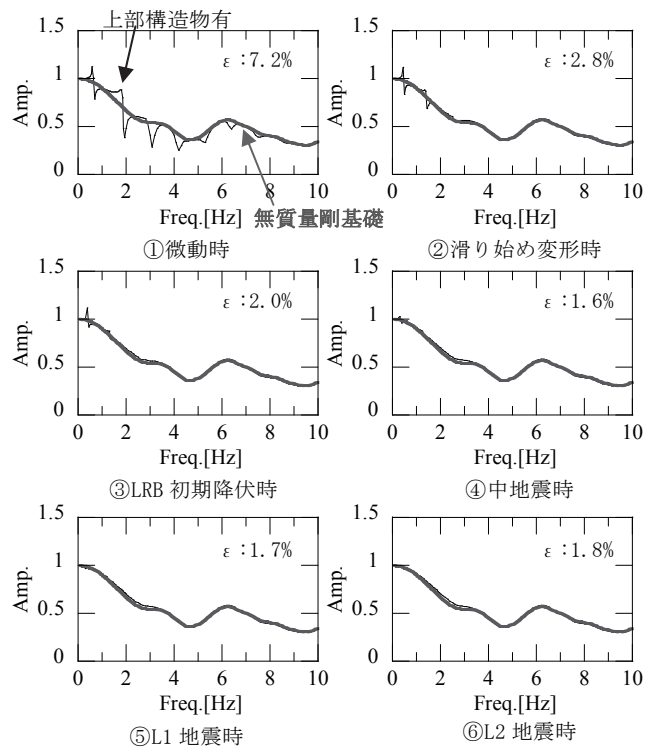 上部構造物有
1.5
1
0.5
0
Amp.
ε:7.2%
0 2 4 6 8 10
Freq.[Hz]
無質量剛基礎
①微動時
1.5
1
0.5
0
Amp.
ε:2.8%
0 2 4 6 8 10
Freq.[Hz]
②滑り始め変形時
1.5
1
0.5
0
Amp.
ε:2.0%
0 2 4 6 8 10
Freq.[Hz]
③LRB 初期降伏時
1.5
1
0.5
0
Amp.
ε:1.6%
0 2 4 6 8 10
Freq.[Hz]
④中地震時
1.5
1
0.5
0
Amp.
ε:1.7%
0 2 4 6 8 10
Freq.[Hz]
⑤L1 地震時
1.5
1
0.5
0
Amp.
ε:1.8%
0 2 4 6 8 10
Freq.[Hz]
⑥L2 地震時